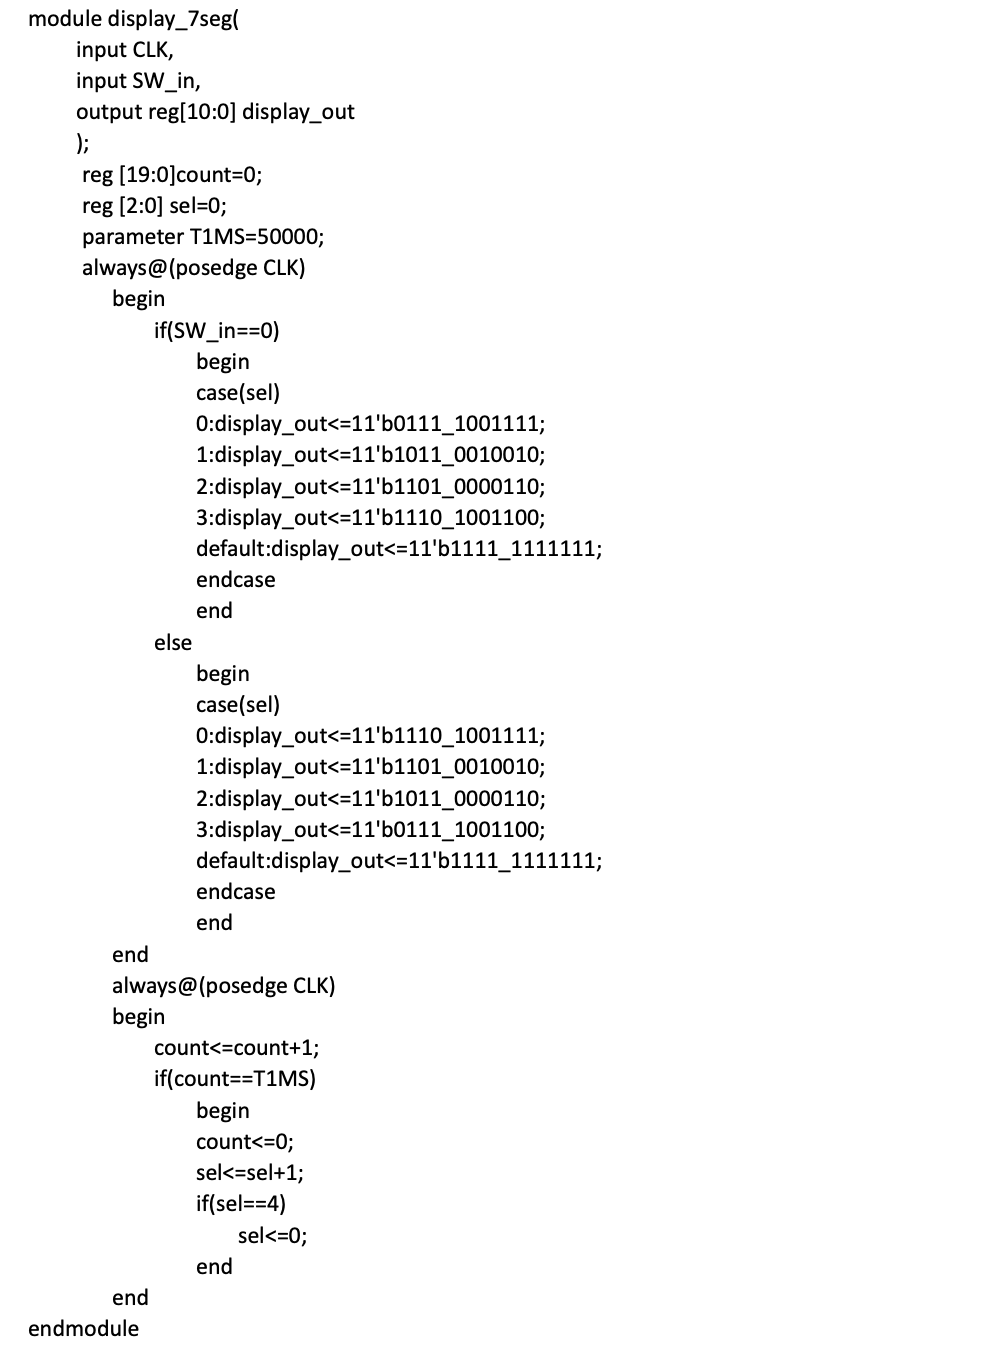 module display_7seg(
input CLK,
input SW_in,
output reg[10:0] display_out
);
reg [19:0]count=0;
reg [2:0] sel=0;
parameter T1MS=50000;
always@(posedge CLK)
begin
if(SW_in==0)
begin
case(sel)
0:display_out<=11'b0111_1001111;
1:display_out<=11'b1011_0010010;
2:display_out<=11'b1101_0000110;
3:display_out<=11'b1110_1001100;
default:display_out<=11'b1111_1111111;
endcase
end
else
begin
case(sel)
0:display_out<=11'b1110_1001111;
1:display_out<=11'b1101_0010010;
2:display_out<=11'b1011_0000110;
3:display_out<=11'b0111_1001100;
default:display_out<=11'b1111_1111111;
endcase
end
end
always@(posedge CLK)
begin
count<=count+1;
if(count==T1MS)
begin
count<=0;
sel<=sel+1;
if(sel==4)
sel<=0;
end
end
endmodule